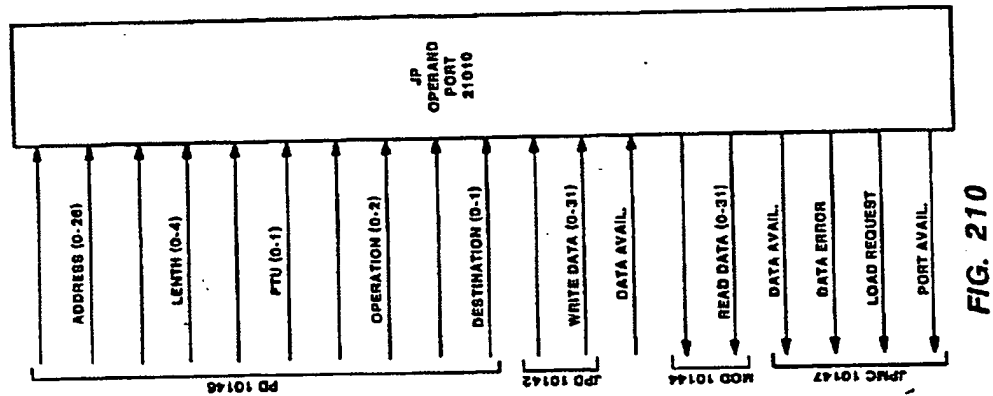 JP
OPERAND
PORT
21010
ADDRESS (0-26)
LENTH (0-4)
FTU (0-1)
OPERATION (0-2)
DESTINATION (0-1)
WRITE DATA (0-31)
DATA AVAIL.
READ DATA (0-31)
DATA AVAIL.
DATA ERROR
LOAD REQUEST
PORT AVAIL.
PD 10146
JPD 10142
MOD 10144
JPMC 10147
FIG. 210